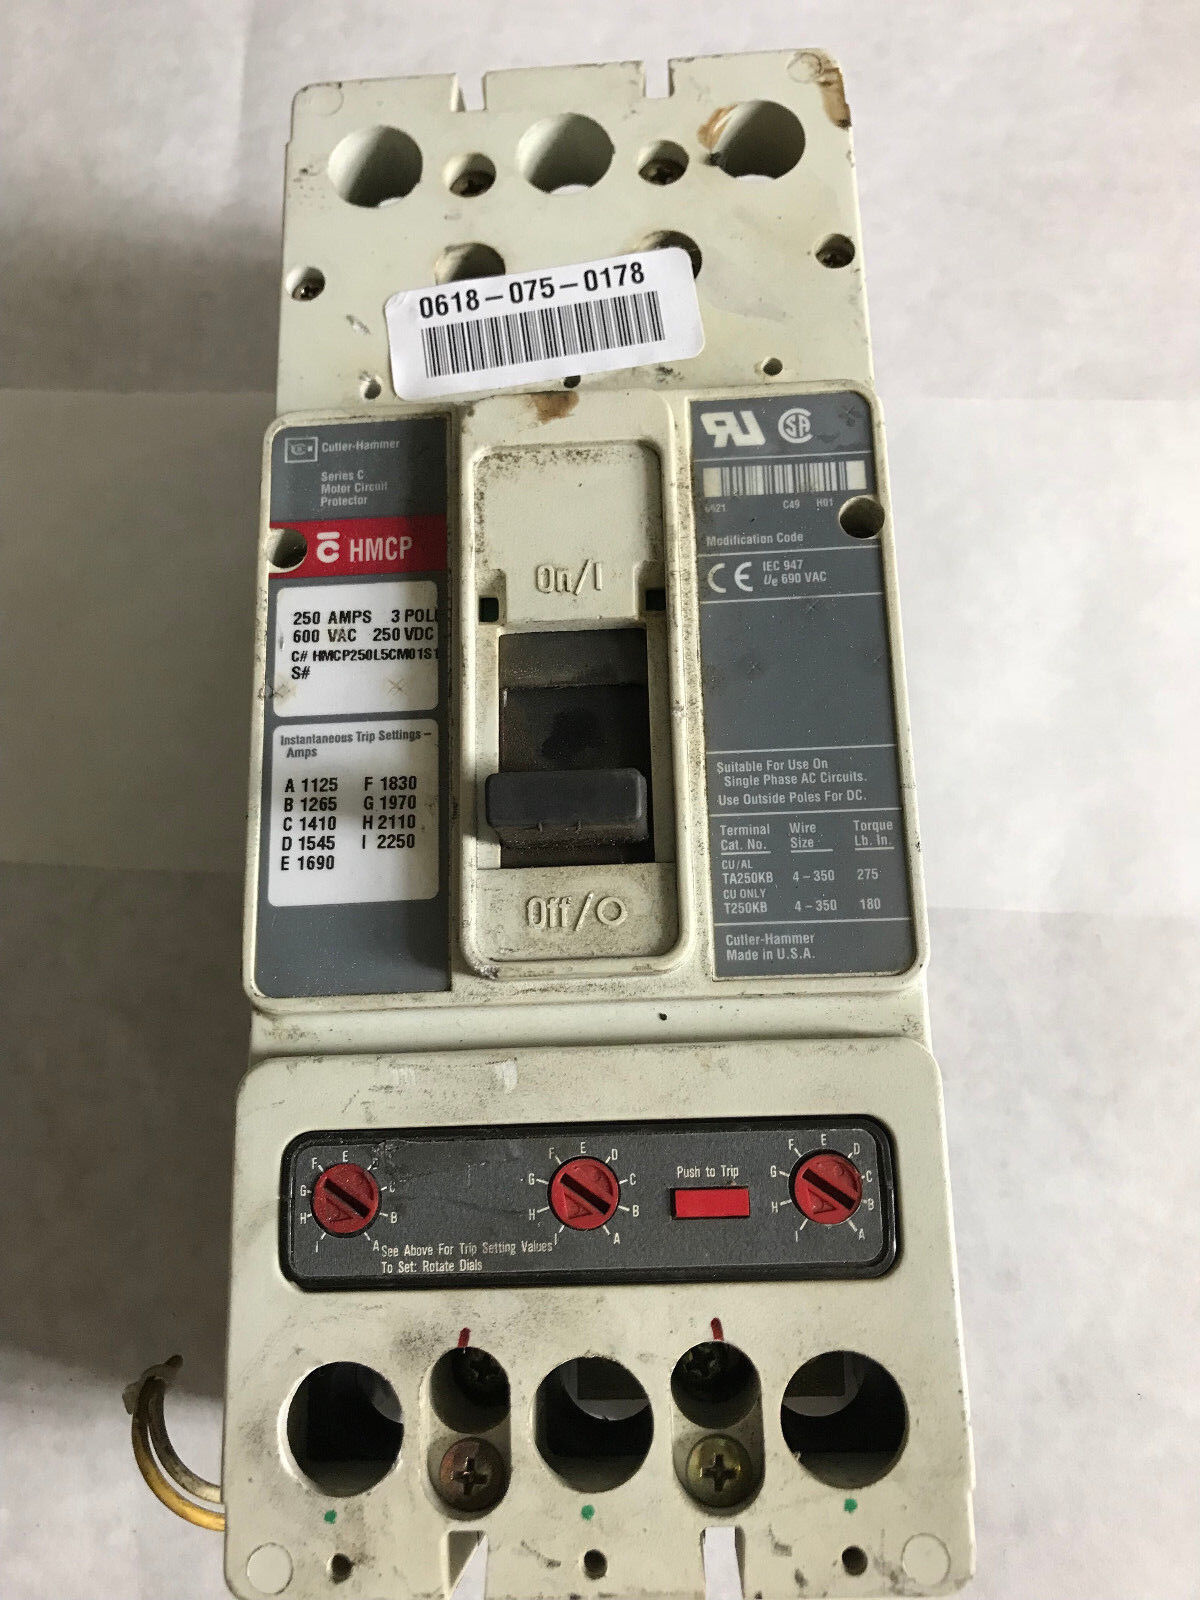 0618-075-0178
Cutler-Hammer
Series C
Motor Circuit
Protector
HMCP
250 AMPS 3 POLE
600 VAC 250 VDC
C# HMCP250L5CM01S1
S#
Instantaneous Trip Settings-
Amps
A 1125 F 1830
B 1265 G 1970
C 1410 H 2110
D 1545 I 2250
E 1690
On/I
Off/O
C49 H01
Modification Code
CE IEC 947
Ue 690 VAC
Suitable For Use On
Single Phase AC Circuits.
Use Outside Poles For DC.
Terminal Wire Torque
Cat. No. Size Lb. In.
CU/AL
TA250KB 4-350 275
CU ONLY
T250KB 4-350 180
Cutler-Hammer
Made in U.S.A.
A B C D E F G H I
A B C D E F G H I
Push to Trip
A B C D E F G H I
See Above For Trip Setting Values
To Set: Rotate Dials